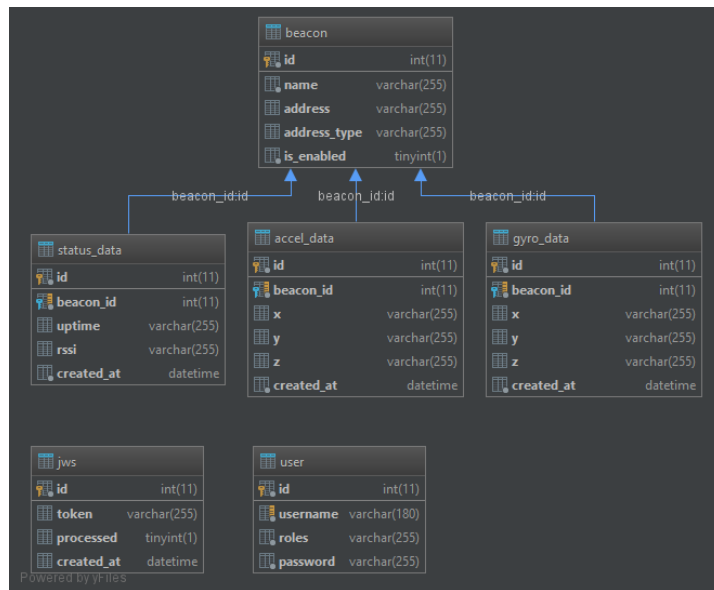 beacon
id int(11)
name varchar(255)
address varchar(255)
address_type varchar(255)
is_enabled tinyint(1)
beacon_id:id
beacon_id:id
beacon_id:id
status_data
id int(11)
beacon_id int(11)
uptime varchar(255)
rssi varchar(255)
created_at datetime
accel_data
id int(11)
beacon_id int(11)
x varchar(255)
y varchar(255)
z varchar(255)
created_at datetime
gyro_data
id int(11)
beacon_id int(11)
x varchar(255)
y varchar(255)
z varchar(255)
created_at datetime
jws
id int(11)
token varchar(255)
processed tinyint(1)
created_at datetime
user
id int(11)
username varchar(180)
roles varchar(255)
password varchar(255)
Powered by yFiles